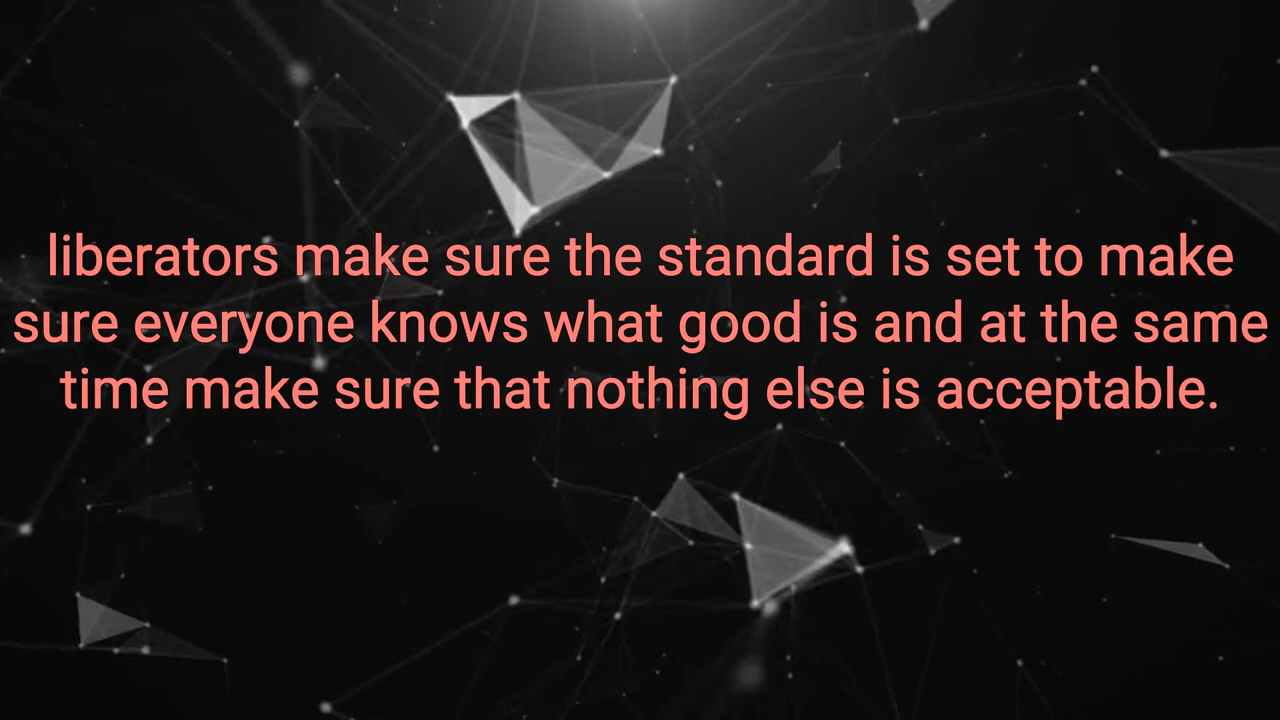 liberators make sure the standard is set to make
sure everyone knows what good is and at the same
time make sure that nothing else is acceptable.